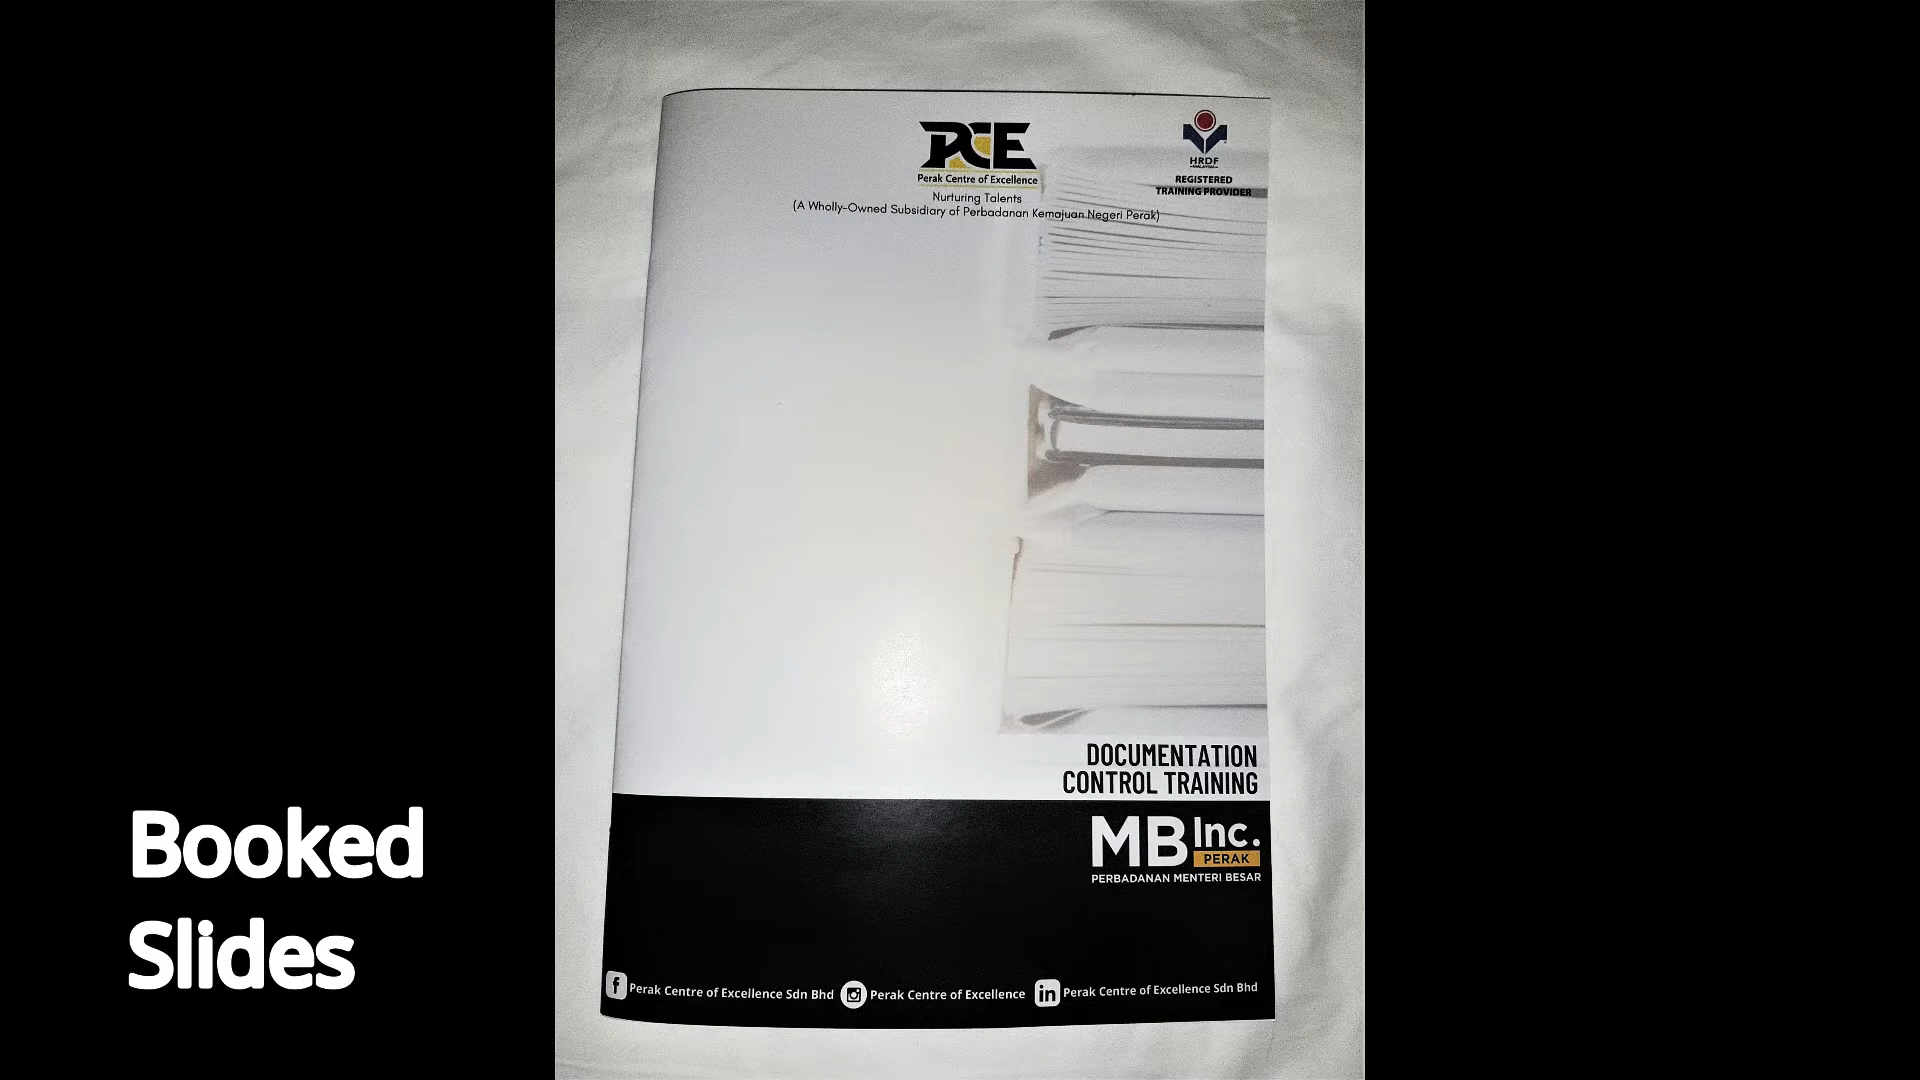 PCE
Perak Centre of Excellence
Nurturing Talents
(A Wholly-Owned Subsidiary of Perbadanan Kemajuan Negeri Perak)
HRDF
MALAYSIA
REGISTERED
TRAINING PROVIDER
DOCUMENTATION
CONTROL TRAINING
MB Inc.
PERAK
PERBADANAN MENTERI BESAR
Perak Centre of Excellence Sdn Bhd
Perak Centre of Excellence
Perak Centre of Excellence Sdn Bhd
Booked
Slides